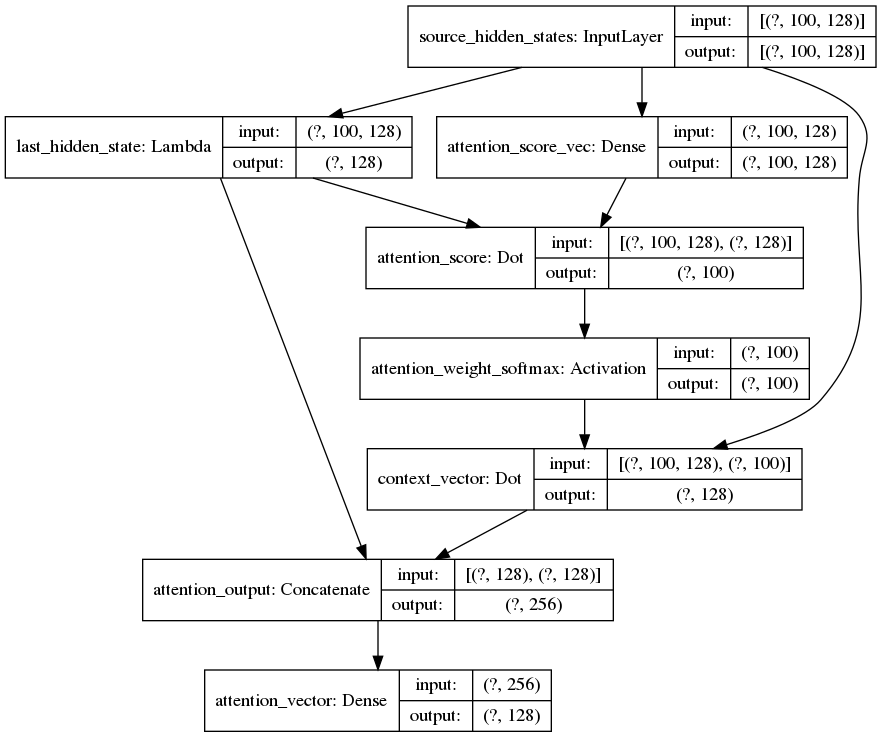 source_hidden_states: InputLayer
input:
[(?, 100, 128)]
output:
[(?, 100, 128)]
last_hidden_state: Lambda
input:
(?, 100, 128)
output:
(?, 128)
attention_score_vec: Dense
input:
(?, 100, 128)
output:
(?, 100, 128)
attention_score: Dot
input:
[(?, 100, 128), (?, 128)]
output:
(?, 100)
attention_weight_softmax: Activation
input:
(?, 100)
output:
(?, 100)
context_vector: Dot
input:
[(?, 100, 128), (?, 100)]
output:
(?, 128)
attention_output: Concatenate
input:
[(?, 128), (?, 128)]
output:
(?, 256)
attention_vector: Dense
input:
(?, 256)
output:
(?, 128)